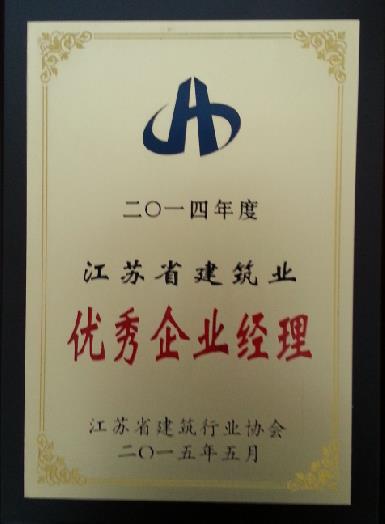 二〇一四年度
江苏省建筑业
优秀企业经理
江苏省建筑行业协会
二〇一五年五月